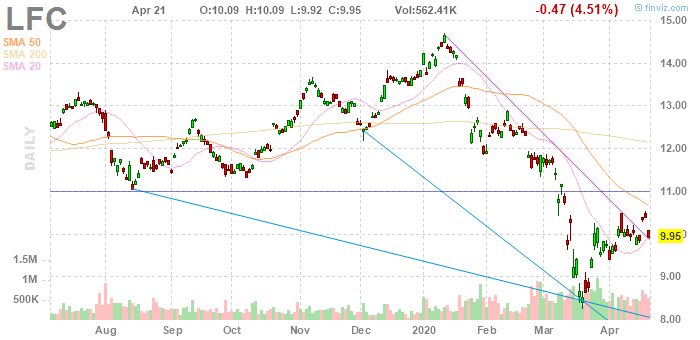 LFC
Apr 21 O:10.09 H:10.09 L:9.92 C:9.95 Vol:562.41K -0.47 (4.51%)
© finviz.com
SMA 50
SMA 200
SMA 20
DAILY
15.00
14.00
13.00
12.00
11.00
9.95
9.00
8.00
1.5M
1M
500K
Aug Sep Oct Nov Dec 2020 Feb Mar Apr